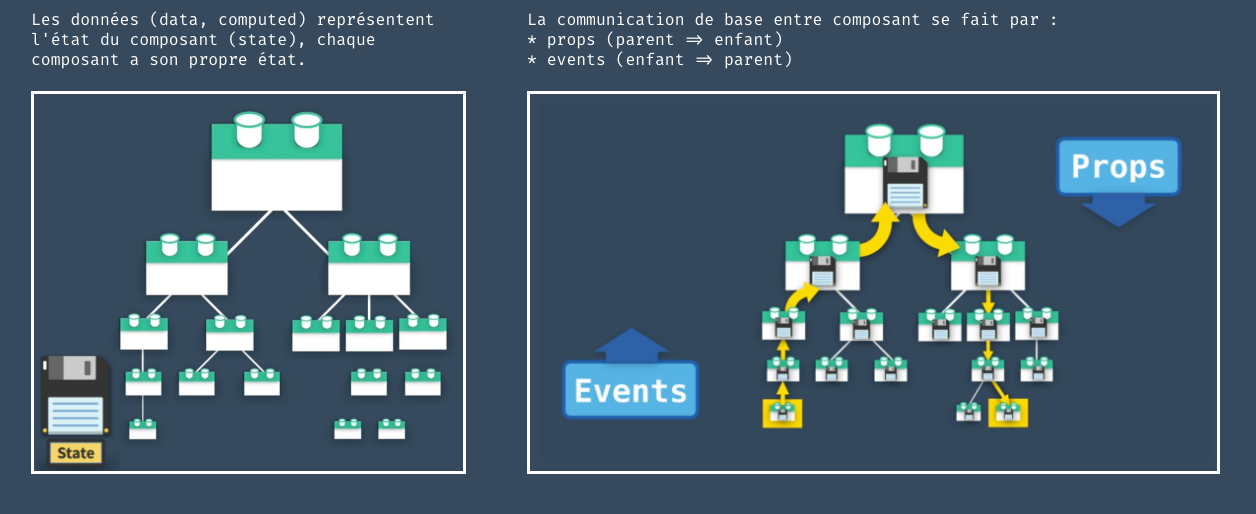 Les données (data, computed) représentent
l'état du composant (state), chaque
composant a son propre état.
La communication de base entre composant se fait par :
* props (parent ⇒ enfant)
* events (enfant ⇒ parent)
Props
Events
State